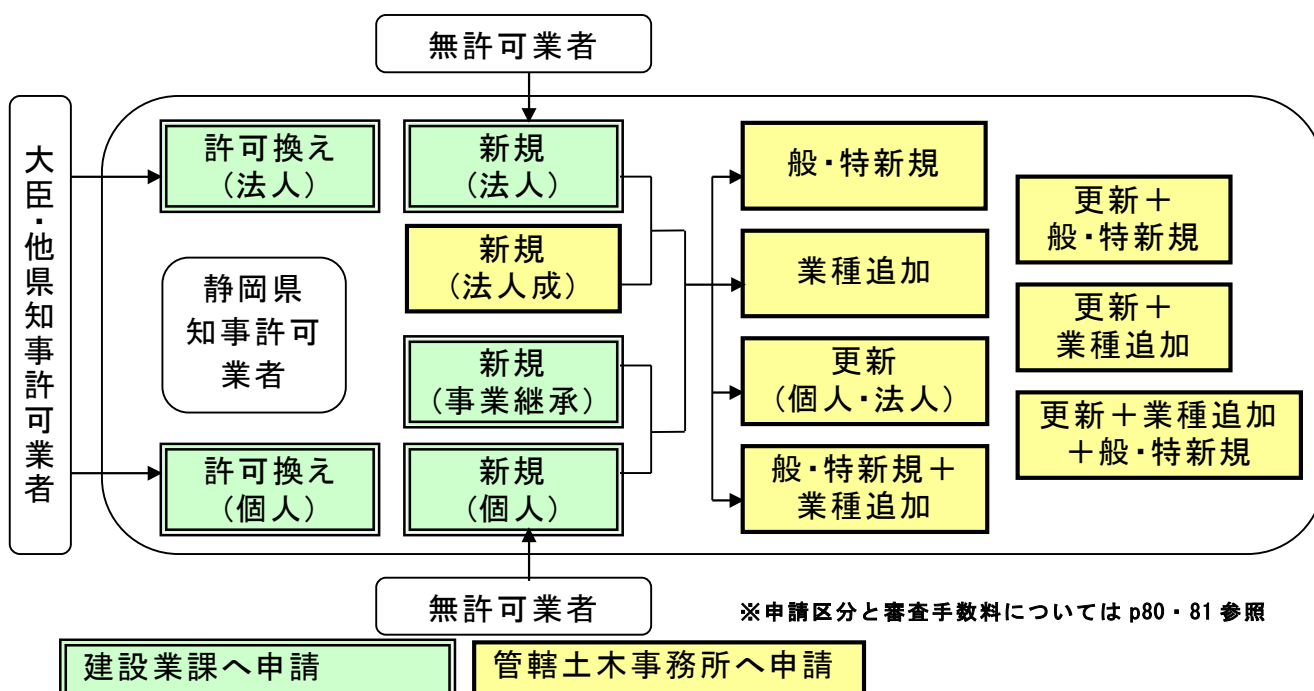 無許可業者
大臣・他県知事許可業者
許可換え
(法人)
新規
(法人)
般・特新規
更新＋
般・特新規
新規
(法人成)
業種追加
静岡県
知事許可
業者
更新＋
業種追加
新規
(事業継承)
更新
(個人・法人)
更新＋業種追加
＋般・特新規
許可換え
(個人)
新規
(個人)
般・特新規＋
業種追加
無許可業者
※申請区分と審査手数料については p80・81 参照
建設業課へ申請
管轄土木事務所へ申請